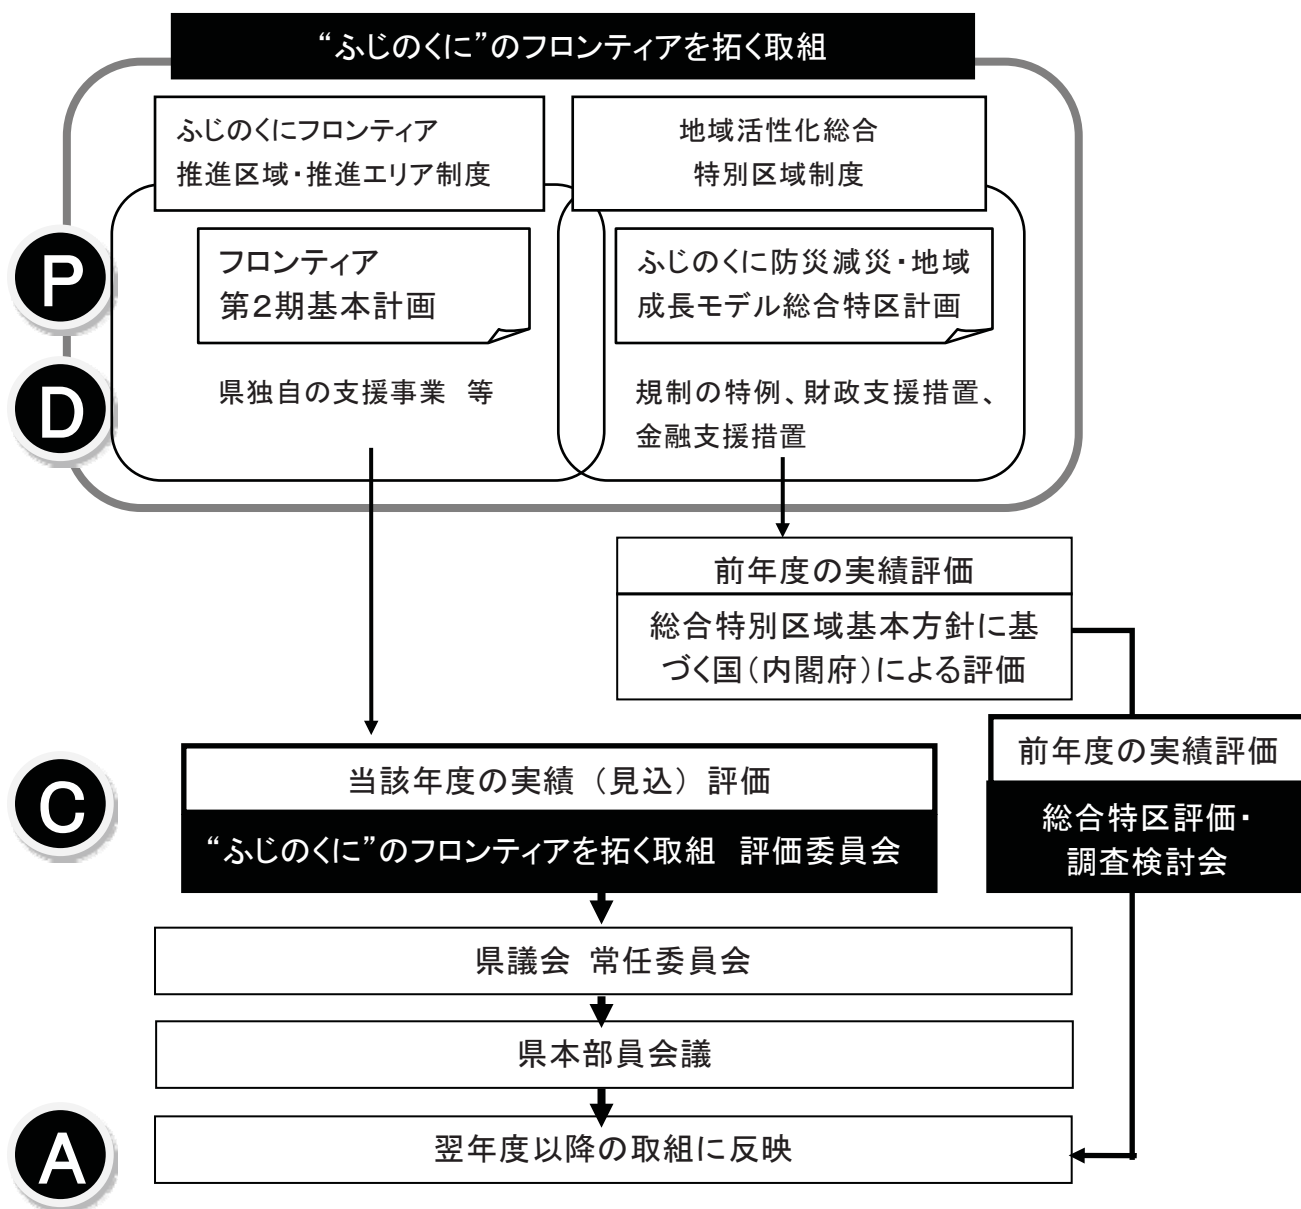 “ふじのくに”のフロンティアを拓く取組
ふじのくにフロンティア
推進区域・推進エリア制度
地域活性化総合
特別区域制度
P
フロンティア
第２期基本計画
ふじのくに防災減災・地域
成長モデル総合特区計画
D
県独自の支援事業　等
規制の特例、財政支援措置、
金融支援措置
前年度の実績評価
総合特別区域基本方針に基
づく国（内閣府）による評価
C
当該年度の実績（見込）評価
“ふじのくに”のフロンティアを拓く取組　評価委員会
前年度の実績評価
総合特区評価・
調査検討会
県議会 常任委員会
県本部員会議
A
翌年度以降の取組に反映